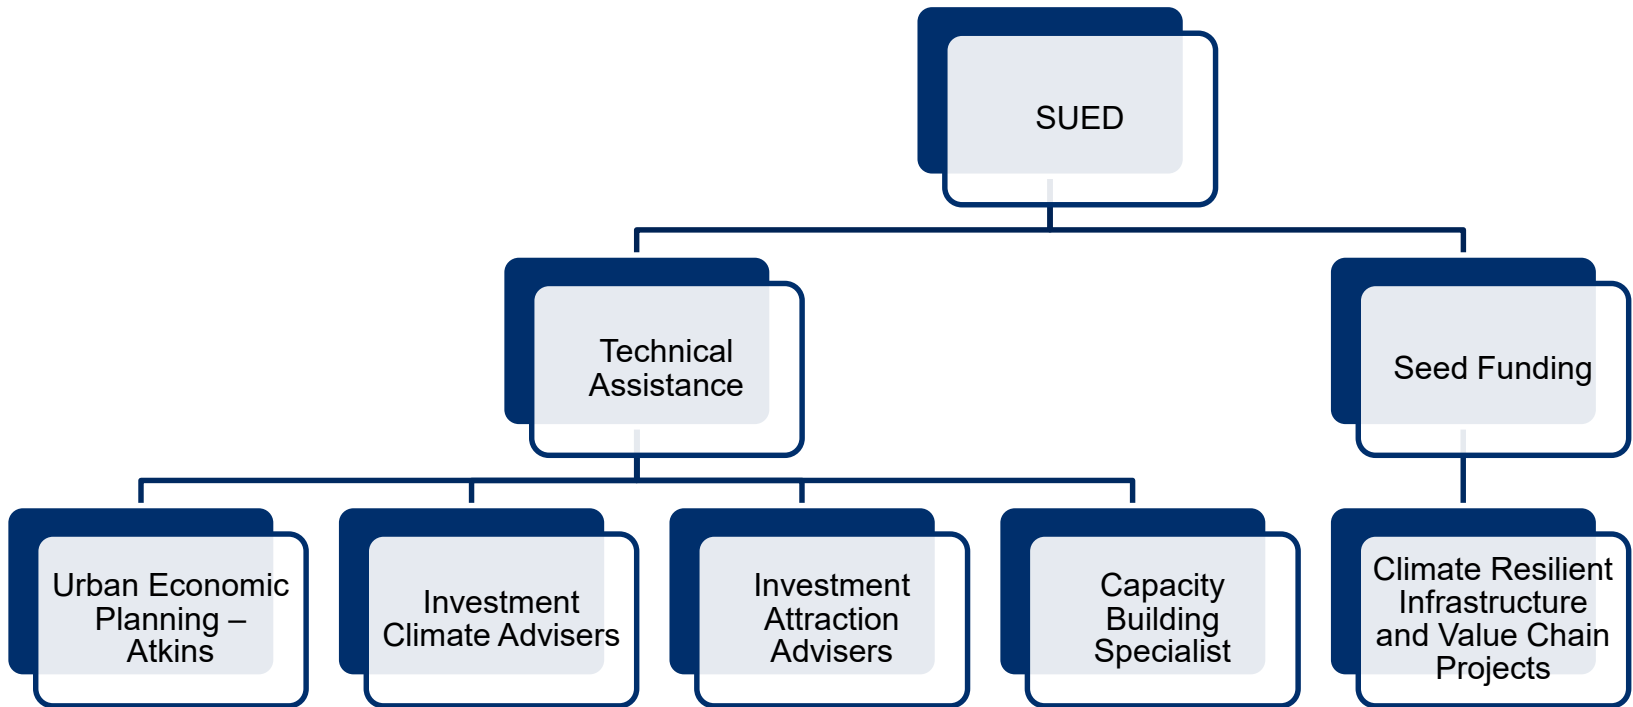 SUED
Technical
Assistance
Seed Funding
Urban Economic
Planning –
Atkins
Investment
Climate Advisers
Investment
Attraction
Advisers
Capacity
Building
Specialist
Climate Resilient
Infrastructure
and Value Chain
Projects